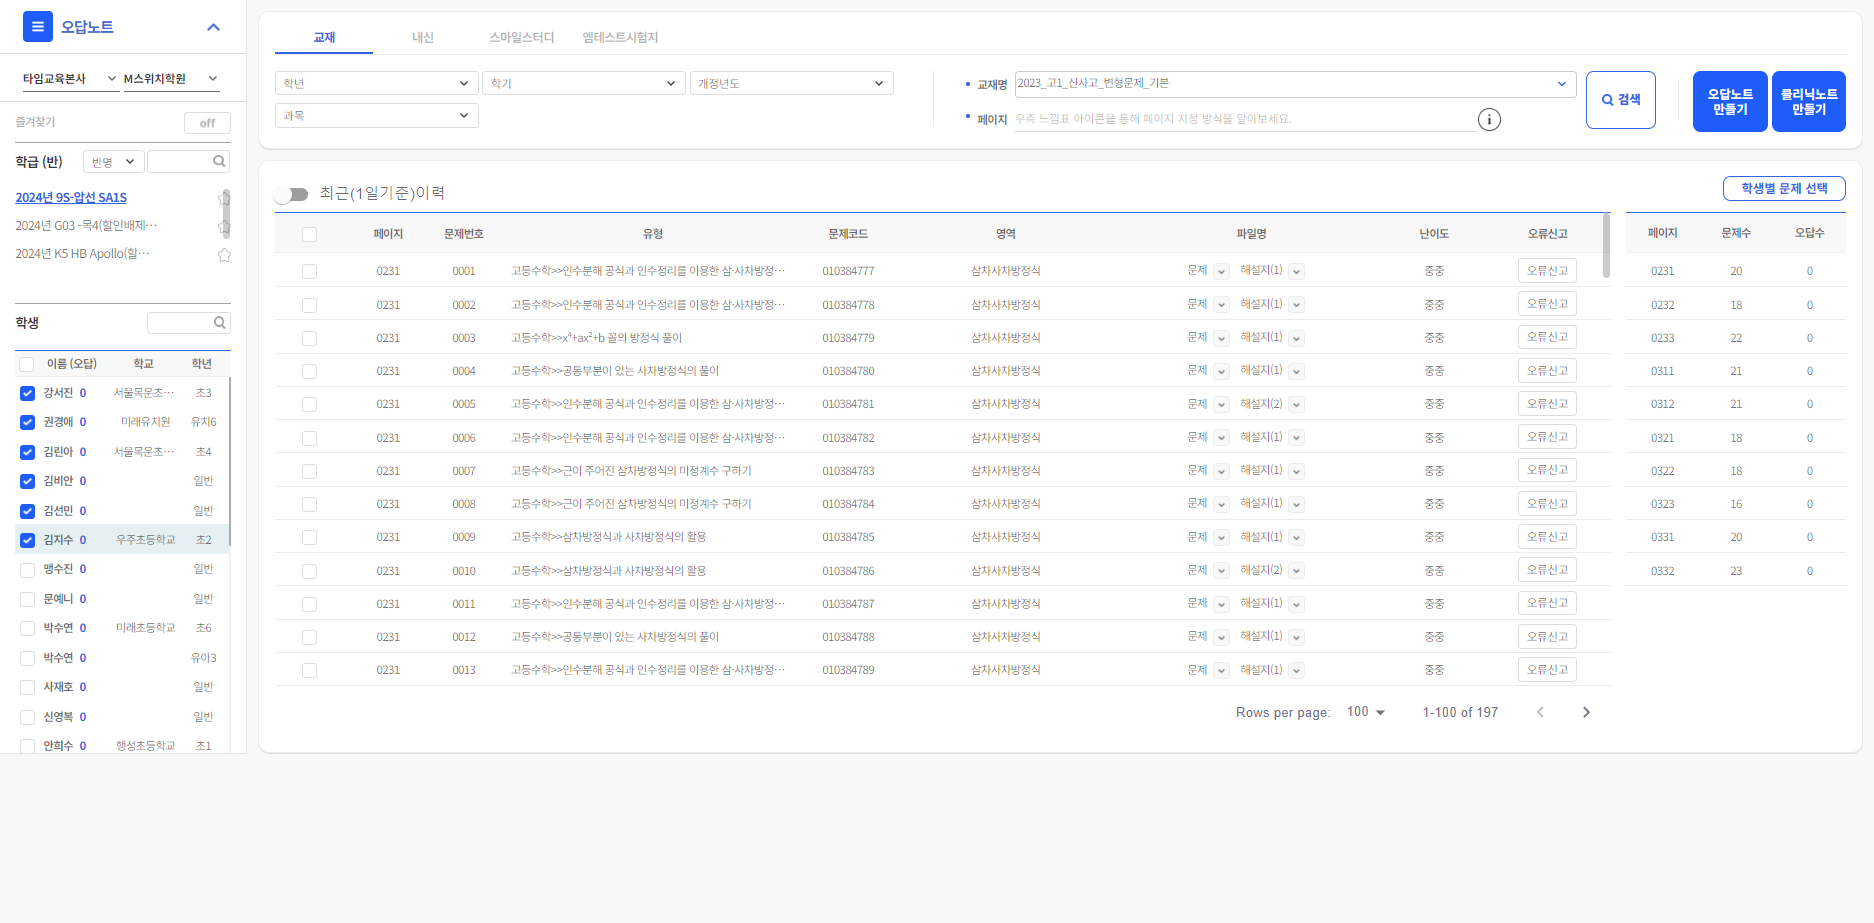 오답노트
타임교육본사 M스위치학원
즐겨찾기 off
학급 (반) 반명
2024년 9S-압선 SA1S
2024년 G03 -목4(할인배제···
2024년 K5 HB Apollo(할···
학생
이름 (오답) 학교 학년
강서진 0 서울목운초··· 초3
권경애 0 미래유치원 유치6
김린아 0 서울목운초··· 초4
김비안 0 일반
김선민 0 일반
김지수 0 우주초등학교 초2
맹수진 0 일반
문예니 0 일반
박수연 0 미래초등학교 초6
박수연 0 유아3
사재호 0 일반
신영복 0 일반
안희수 0 행성초등학교 초1
교재 내신 스마일스터디 엠테스트시험지
학년 학기 개정년도
과목
교재명 2023_고1_신사고_변형문제_기본
페이지 우측 느낌표 아이콘을 통해 페이지 지정 방식을 알아보세요.
검색
오답노트
만들기
클리닉노트
만들기
최근(1일기준)이력
학생별 문제 선택
페이지 문제번호 유형 문제코드 영역 파일명 난이도 오류신고
0231 0001 고등수학>>인수분해 공식과 인수정리를 이용한 삼·사차방정··· 010384777 삼차사차방정식 문제 해설지(1) 중중 오류신고
0231 0002 고등수학>>인수분해 공식과 인수정리를 이용한 삼·사차방정··· 010384778 삼차사차방정식 문제 해설지(1) 중중 오류신고
0231 0003 고등수학>>x⁴+ax²+b 꼴의 방정식 풀이 010384779 삼차사차방정식 문제 해설지(1) 중중 오류신고
0231 0004 고등수학>>공통부분이 있는 사차방정식의 풀이 010384780 삼차사차방정식 문제 해설지(1) 중중 오류신고
0231 0005 고등수학>>인수분해 공식과 인수정리를 이용한 삼·사차방정··· 010384781 삼차사차방정식 문제 해설지(2) 중중 오류신고
0231 0006 고등수학>>인수분해 공식과 인수정리를 이용한 삼·사차방정··· 010384782 삼차사차방정식 문제 해설지(1) 중중 오류신고
0231 0007 고등수학>>근이 주어진 삼차방정식의 미정계수 구하기 010384783 삼차사차방정식 문제 해설지(1) 중중 오류신고
0231 0008 고등수학>>근이 주어진 삼차방정식의 미정계수 구하기 010384784 삼차사차방정식 문제 해설지(1) 중중 오류신고
0231 0009 고등수학>>삼차방정식과 사차방정식의 활용 010384785 삼차사차방정식 문제 해설지(1) 중중 오류신고
0231 0010 고등수학>>삼차방정식과 사차방정식의 활용 010384786 삼차사차방정식 문제 해설지(2) 중중 오류신고
0231 0011 고등수학>>인수분해 공식과 인수정리를 이용한 삼·사차방정··· 010384787 삼차사차방정식 문제 해설지(1) 중중 오류신고
0231 0012 고등수학>>공통부분이 있는 사차방정식의 풀이 010384788 삼차사차방정식 문제 해설지(1) 중중 오류신고
0231 0013 고등수학>>인수분해 공식과 인수정리를 이용한 삼·사차방정··· 010384789 삼차사차방정식 문제 해설지(1) 중중 오류신고
Rows per page: 100 1-100 of 197
페이지 문제수 오답수
0231 20 0
0232 18 0
0233 22 0
0311 21 0
0312 21 0
0321 18 0
0322 18 0
0323 16 0
0331 20 0
0332 23 0